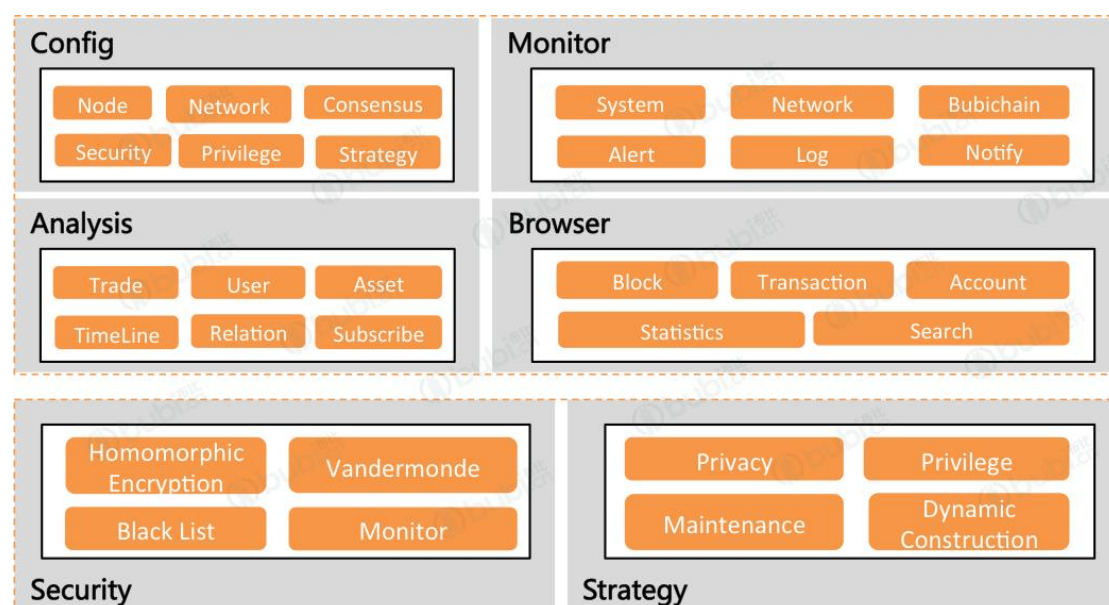 Config
Node Network Consensus
Security Privilege Strategy
Monitor
System Network Bubichain
Alert Log Notify
Analysis
Trade User Asset
TimeLine Relation Subscribe
Browser
Block Transaction Account
Statistics Search
Homomorphic
Encryption
Vandermonde
Black List Monitor
Security
Privacy Privilege
Maintenance
Dynamic
Construction
Strategy